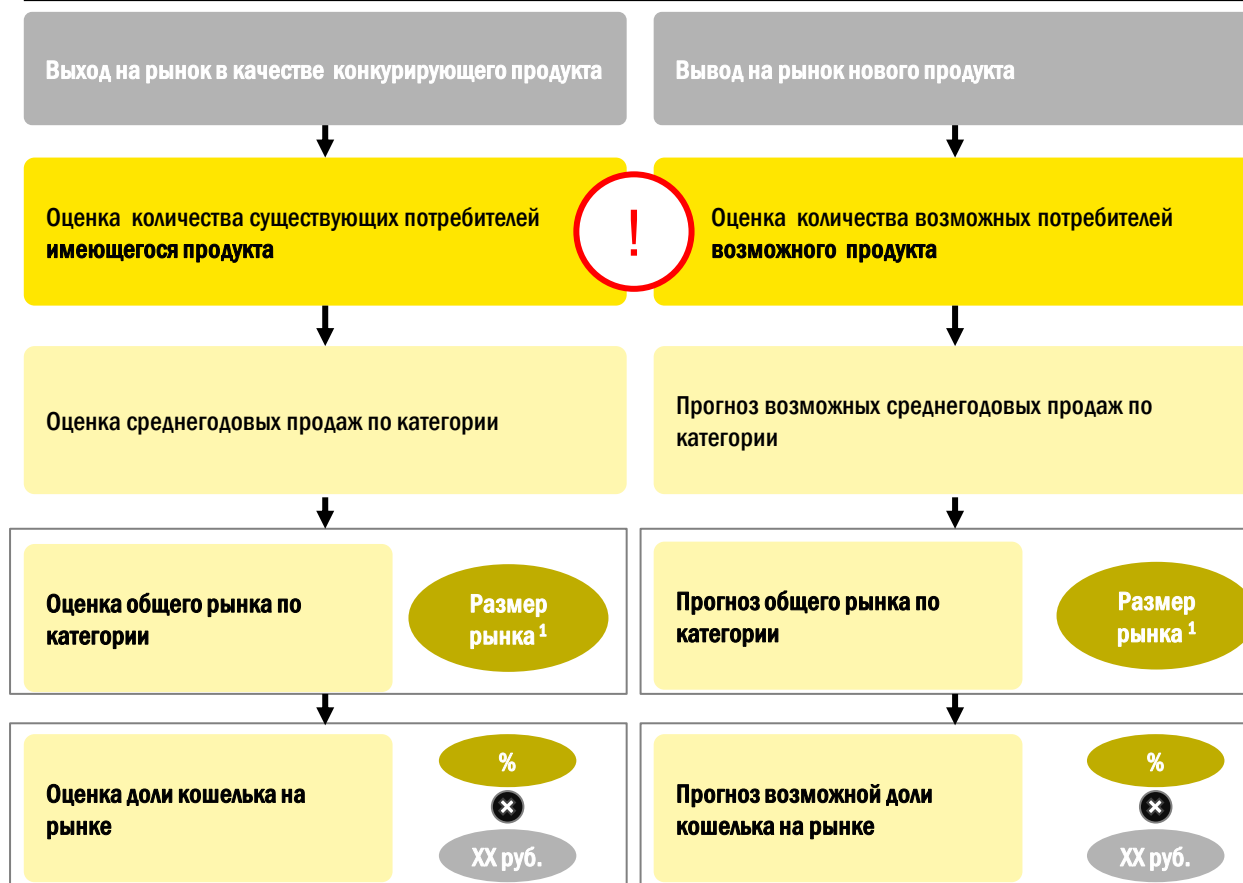 Выход на рынок в качестве конкурирующего продукта
Вывод на рынок нового продукта
Оценка количества существующих потребителей
имеющегося продукта
!
Оценка количества возможных потребителей
возможного продукта
Оценка среднегодовых продаж по категории
Прогноз возможных среднегодовых продаж по
категории
Оценка общего рынка по
категории
Размер
рынка ¹
Прогноз общего рынка по
категории
Размер
рынка ¹
Оценка доли кошелька на
рынке
%
XX руб.
Прогноз возможной доли
кошелька на рынке
%
XX руб.